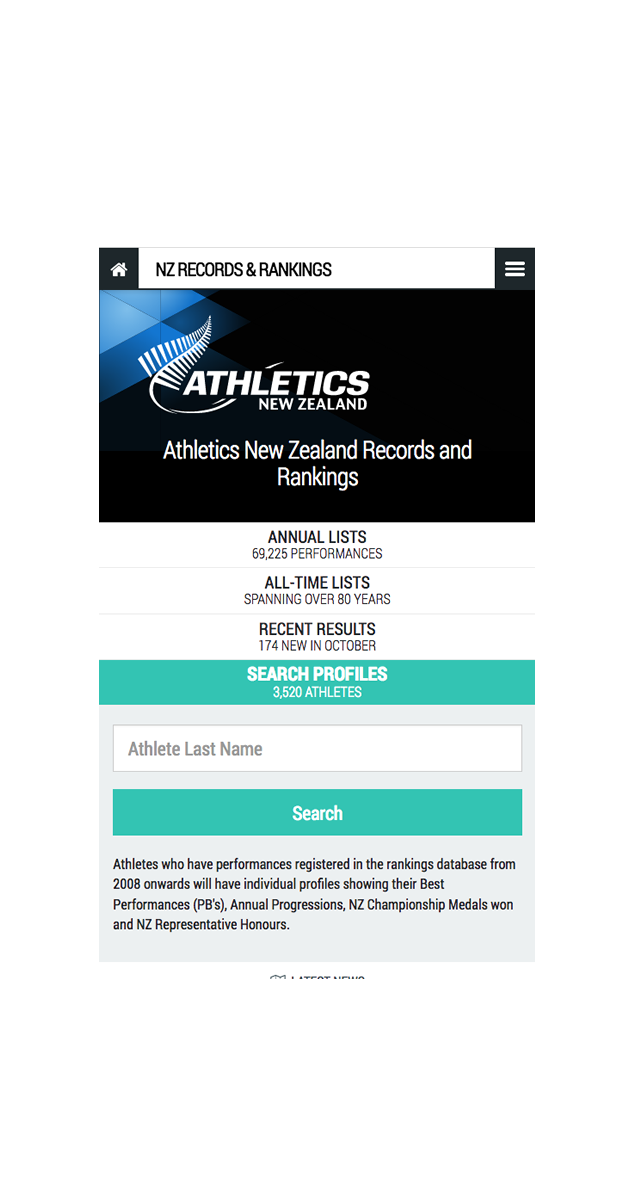 NZ RECORDS & RANKINGS
ATHLETICS
NEW ZEALAND
Athletics New Zealand Records and
Rankings
ANNUAL LISTS
69,225 PERFORMANCES
ALL-TIME LISTS
SPANNING OVER 80 YEARS
RECENT RESULTS
174 NEW IN OCTOBER
SEARCH PROFILES
3,520 ATHLETES
Athlete Last Name
Search
Athletes who have performances registered in the rankings database from
2008 onwards will have individual profiles showing their Best
Performances (PB's), Annual Progressions, NZ Championship Medals won
and NZ Representative Honours.
LATEST NEWS